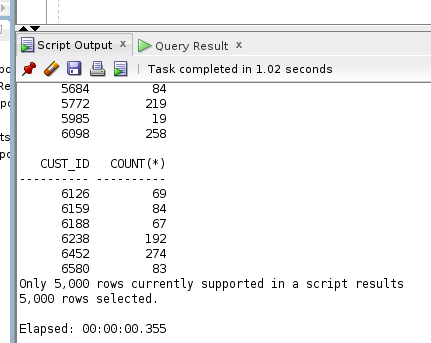 Script Output x
Query Result x
Task completed in 1.02 seconds
5684 84
5772 219
5985 19
6098 258
CUST_ID COUNT(*)
---------- ----------
6126 69
6159 84
6188 67
6238 192
6452 274
6580 83
Only 5,000 rows currently supported in a script results
5,000 rows selected.
Elapsed: 00:00:00.355